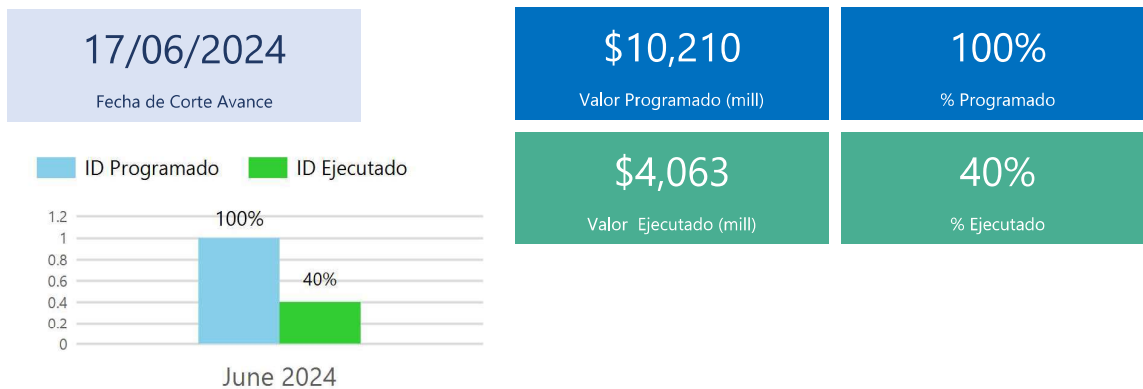 17/06/2024
Fecha de Corte Avance
$10,210
Valor Programado (mill)
100%
% Programado
$4,063
Valor Ejecutado (mill)
40%
% Ejecutado
ID Programado
ID Ejecutado
1.2
1
0.8
0.6
0.4
0.2
0
100%
40%
June 2024